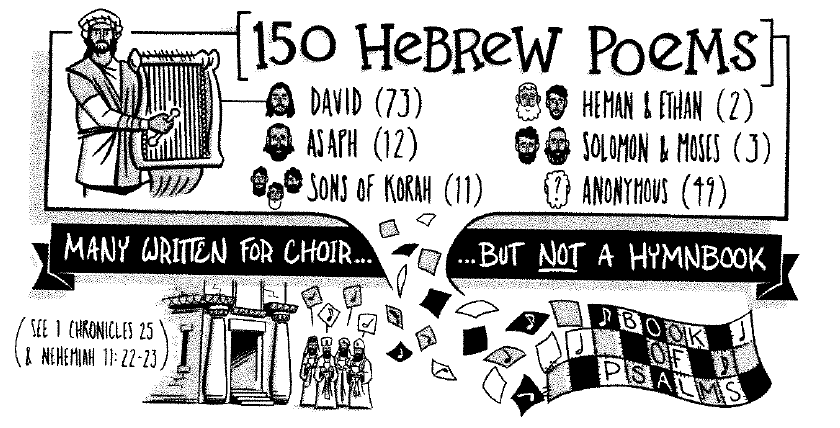 150 HEBREW POEMS
DAVID (73)
ASAPH (12)
SONS OF KORAH (11)
HEMAN & ETHAN (2)
SOLOMON & MOSES (3)
? ANONYMOUS (49)
MANY WRITTEN FOR CHOIR...
...BUT NOT A HYMNBOOK
(SEE 1 CHRONICLES 25
& NEHEMIAH 11:22-23)
BOOK
OF
PSALMS